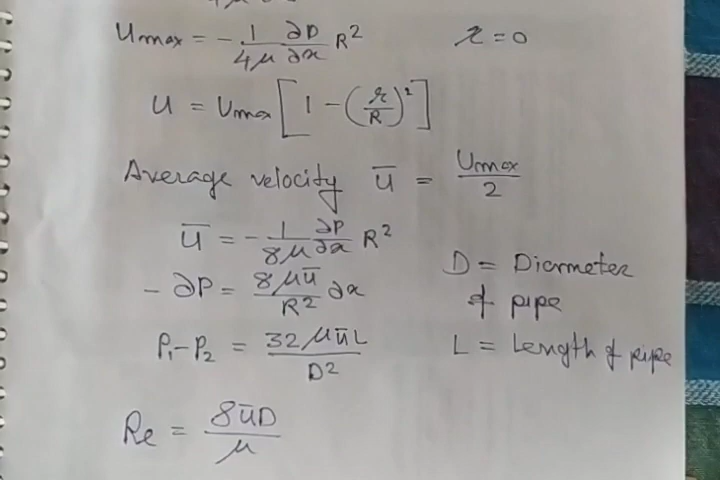 Umax = - 1/4μ ∂P/∂x R² r = 0
u = Umax [ 1 - (r/R)² ]
Average velocity ū = Umax/2
ū = - 1/8μ ∂P/∂x R²
- ∂P = 8μū/R² ∂x
D = Diameter of pipe
P₁-P₂ = 32μūL/D²
L = Length of pipe
Re = 8ūD/μ